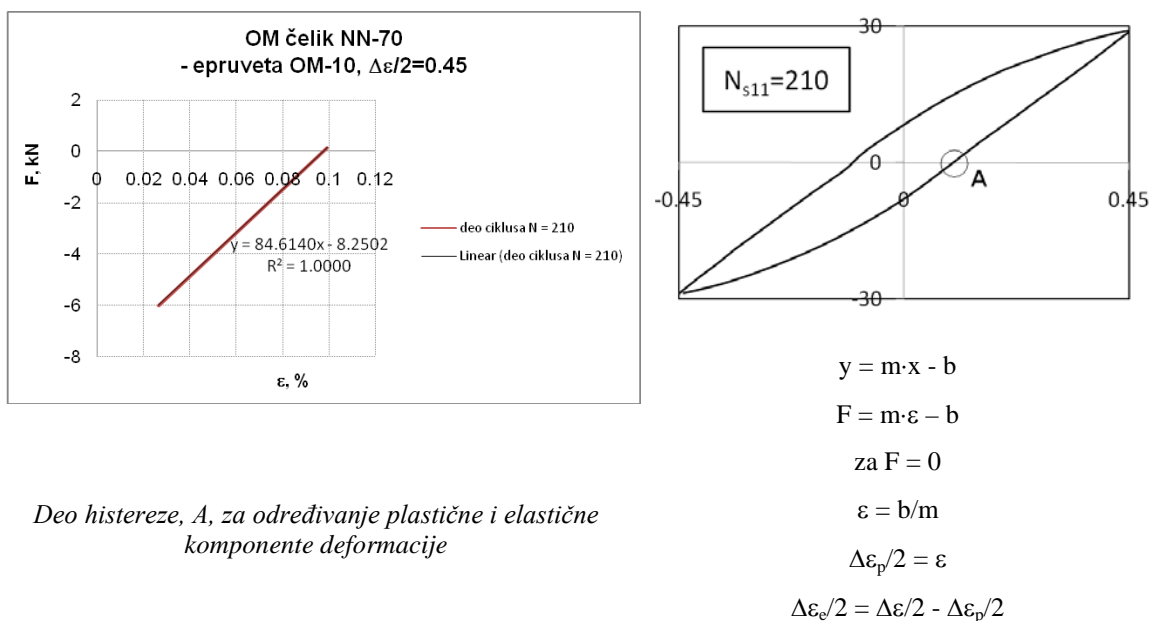 OM čelik NN-70
- epruveta OM-10, Δε/2=0.45
2
0
-2
-4
-6
-8
F, kN
0 0.02 0.04 0.06 0.08 0.1 0.12
y = 84.6140x - 8.2502
R² = 1.0000
ε, %
deo ciklusa N = 210
Linear (deo ciklusa N = 210)
30
Nₛ₁₁=210
0
A
-0.45 0 0.45
-30
Deo histereze, A, za određivanje plastične i elastične
komponente deformacije
y = m·x - b
F = m·ε – b
za F = 0
ε = b/m
Δεₚ/2 = ε
Δεₑ/2 = Δε/2 - Δεₚ/2